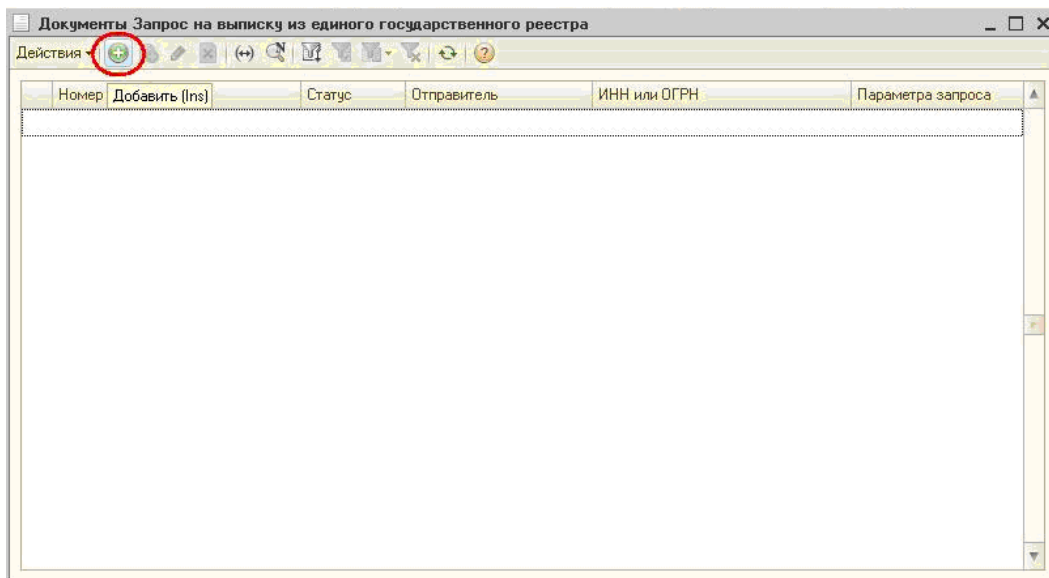 Документы Запрос на выписку из единого государственного реестра
Действия
Номер Добавить (Ins) Статус Отправитель ИНН или ОГРН Параметра запроса